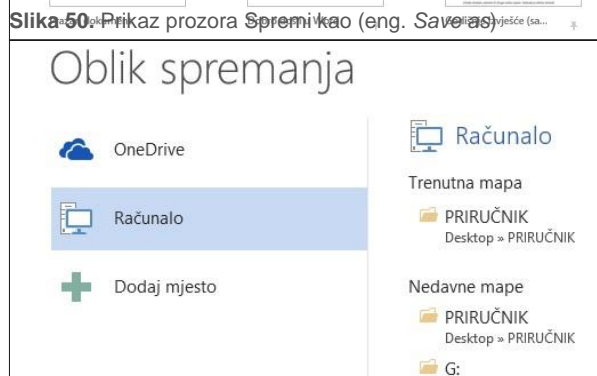 Slika 50. Prikaz prozora Spremi kao (eng. Save as)
Oblik spremanja
OneDrive
Računalo
Dodaj mjesto
Računalo
Trenutna mapa
PRIRUČNIK
Desktop » PRIRUČNIK
Nedavne mape
PRIRUČNIK
Desktop » PRIRUČNIK
G: